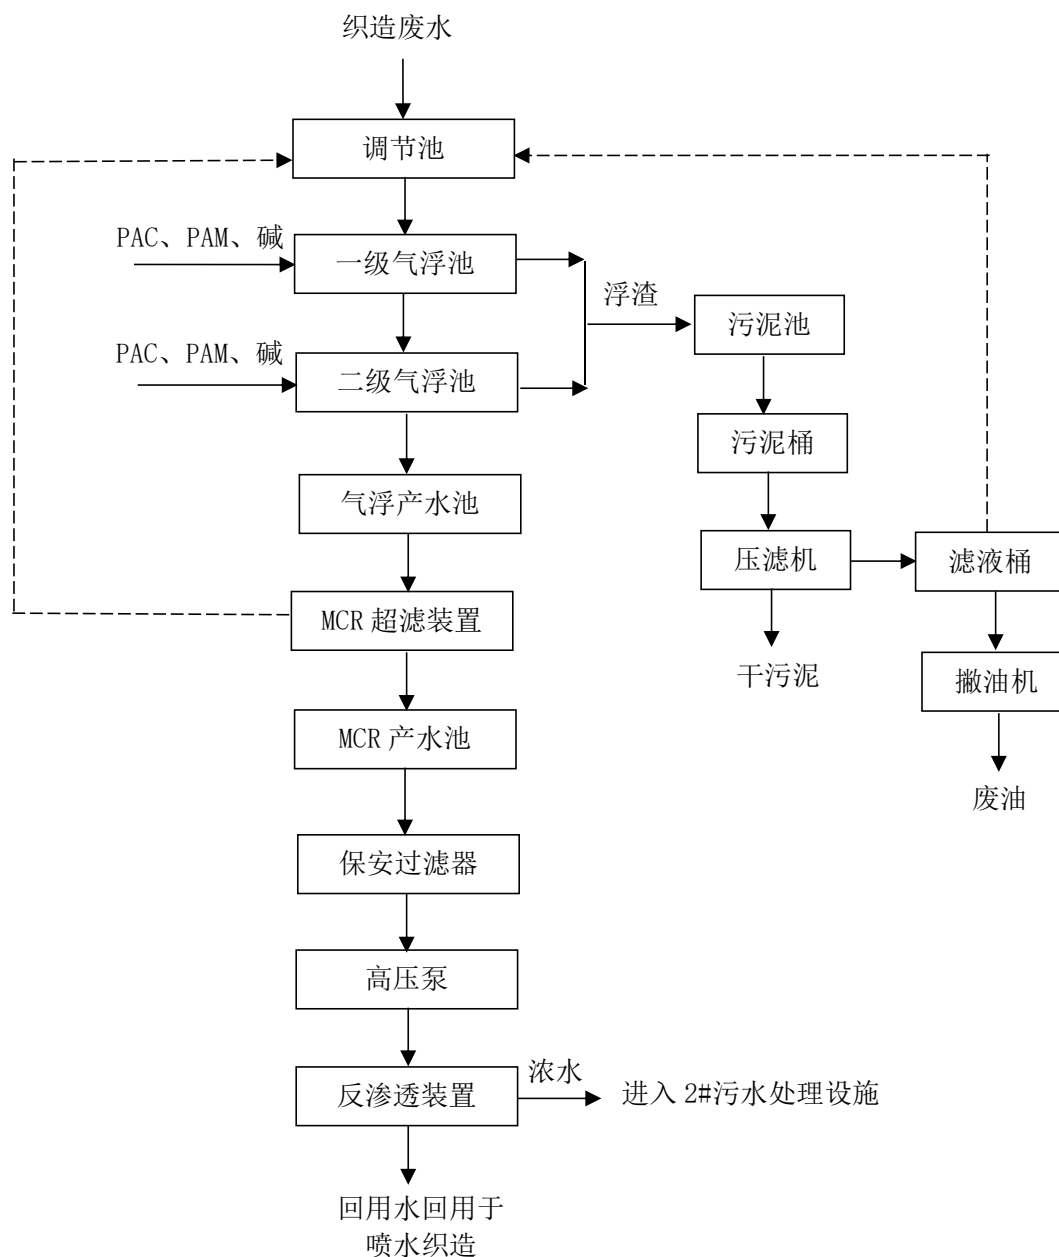 织造废水
调节池
PAC、PAM、碱
一级气浮池
浮渣
污泥池
PAC、PAM、碱
二级气浮池
污泥桶
气浮产水池
压滤机
滤液桶
MCR 超滤装置
干污泥
撇油机
MCR 产水池
废油
保安过滤器
高压泵
反渗透装置
浓水
进入 2#污水处理设施
回用水回用于
喷水织造